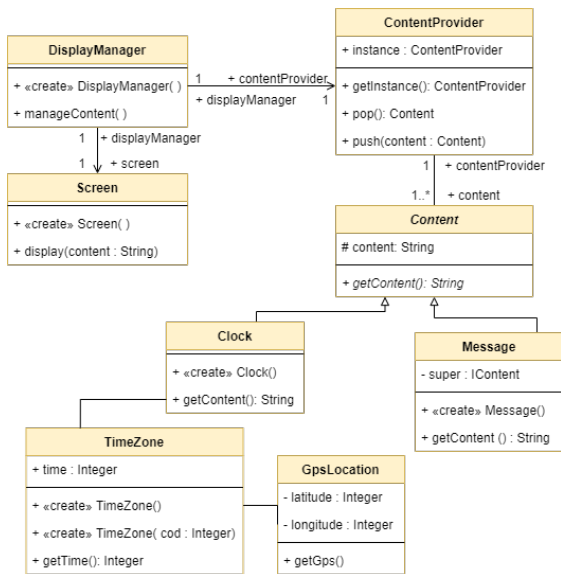 ContentProvider
+ instance : ContentProvider
+ getInstance(): ContentProvider
+ pop(): Content
+ push(content : Content)
DisplayManager
+ «create» DisplayManager( )
+ manageContent( )
1 + contentProvider
+ displayManager 1
1 + displayManager
1 + screen
Screen
+ «create» Screen( )
+ display(content : String)
1 + contentProvider
1..* + content
Content
# content: String
+ getContent(): String
Clock
+ «create» Clock()
+ getContent(): String
Message
- super : IContent
+ «create» Message()
+ getContent () : String
TimeZone
+ time : Integer
+ «create» TimeZone()
+ «create» TimeZone( cod : Integer)
+ getTime(): Integer
GpsLocation
- latitude : Integer
- longitude : Integer
+ getGps()